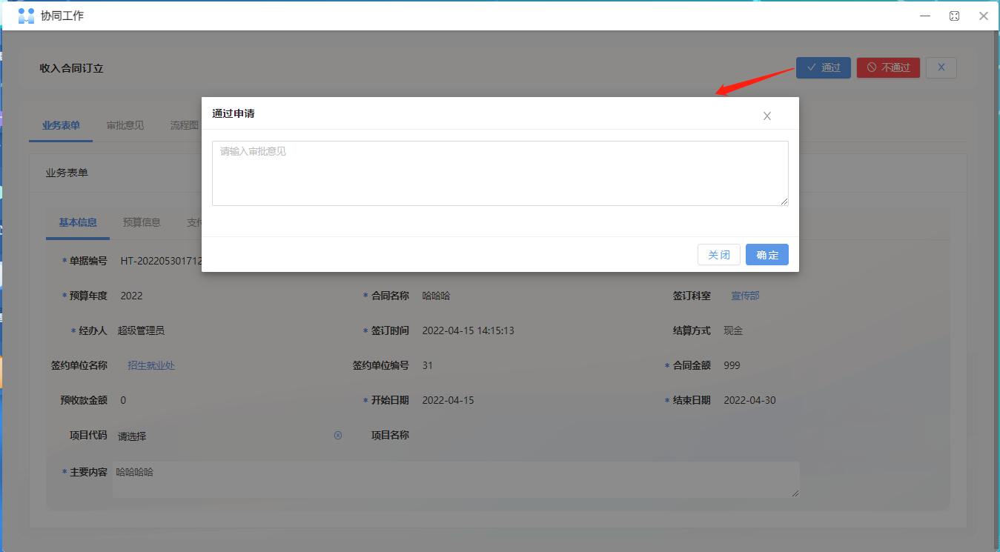 协同工作
收入合同订立
通过
不通过
X
通过申请
业务表单
审批意见
流程图
请输入审批意见
业务表单
基本信息
预算信息
支付
关闭
确定
* 单据编号 HT-202205301712
* 预算年度 2022
* 合同名称 哈哈哈
签订科室 宣传部
* 经办人 超级管理员
* 签订时间 2022-04-15 14:15:13
结算方式 现金
签约单位名称 招生就业处
签约单位编号 31
* 合同金额 999
预收款金额 0
* 开始日期 2022-04-15
* 结束日期 2022-04-30
项目代码 请选择
项目名称
* 主要内容 哈哈哈哈